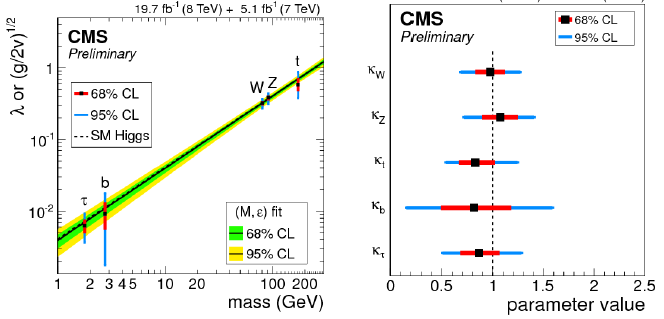 19.7 fb⁻¹ (8 TeV) + 5.1 fb⁻¹ (7 TeV)
CMS
Preliminary
68% CL
95% CL
SM Higgs
W Z t
τ b
(M, ε) fit
68% CL
95% CL
λ or (g/2v)^1/2
1
10⁻¹
10⁻²
1 2 3 4 5 10 20 100 200
mass (GeV)
CMS
Preliminary
68% CL
95% CL
κ_W
κ_Z
κ_t
κ_b
κ_τ
0 0.5 1 1.5 2 2.5
parameter value